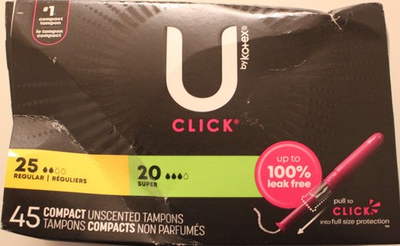 #1
compact
tampon
le tampon
compact
U
by KOTEX®
CLICK®
25
REGULAR | RÉGULIERS
20
SUPER
up to
100%
leak free
pull to
CLICK
into full size protection
45 COMPACT UNSCENTED TAMPONS
TAMPONS COMPACTS NON PARFUMÉS